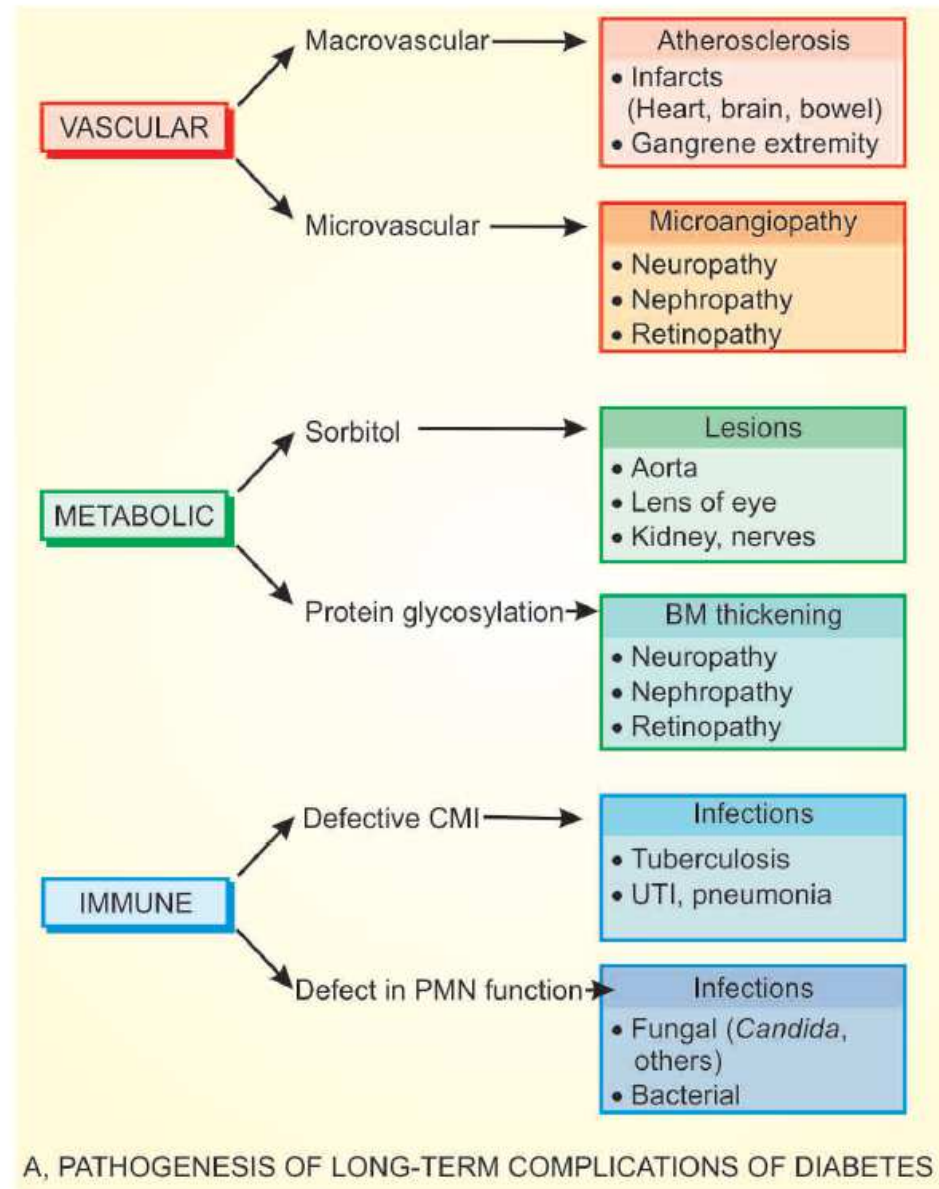 VASCULAR
Macrovascular
Atherosclerosis
• Infarcts
(Heart, brain, bowel)
• Gangrene extremity
Microvascular
Microangiopathy
• Neuropathy
• Nephropathy
• Retinopathy
METABOLIC
Sorbitol
Lesions
• Aorta
• Lens of eye
• Kidney, nerves
Protein glycosylation
BM thickening
• Neuropathy
• Nephropathy
• Retinopathy
IMMUNE
Defective CMI
Infections
• Tuberculosis
• UTI, pneumonia
Defect in PMN function
Infections
• Fungal (Candida,
others)
• Bacterial
A, PATHOGENESIS OF LONG-TERM COMPLICATIONS OF DIABETES